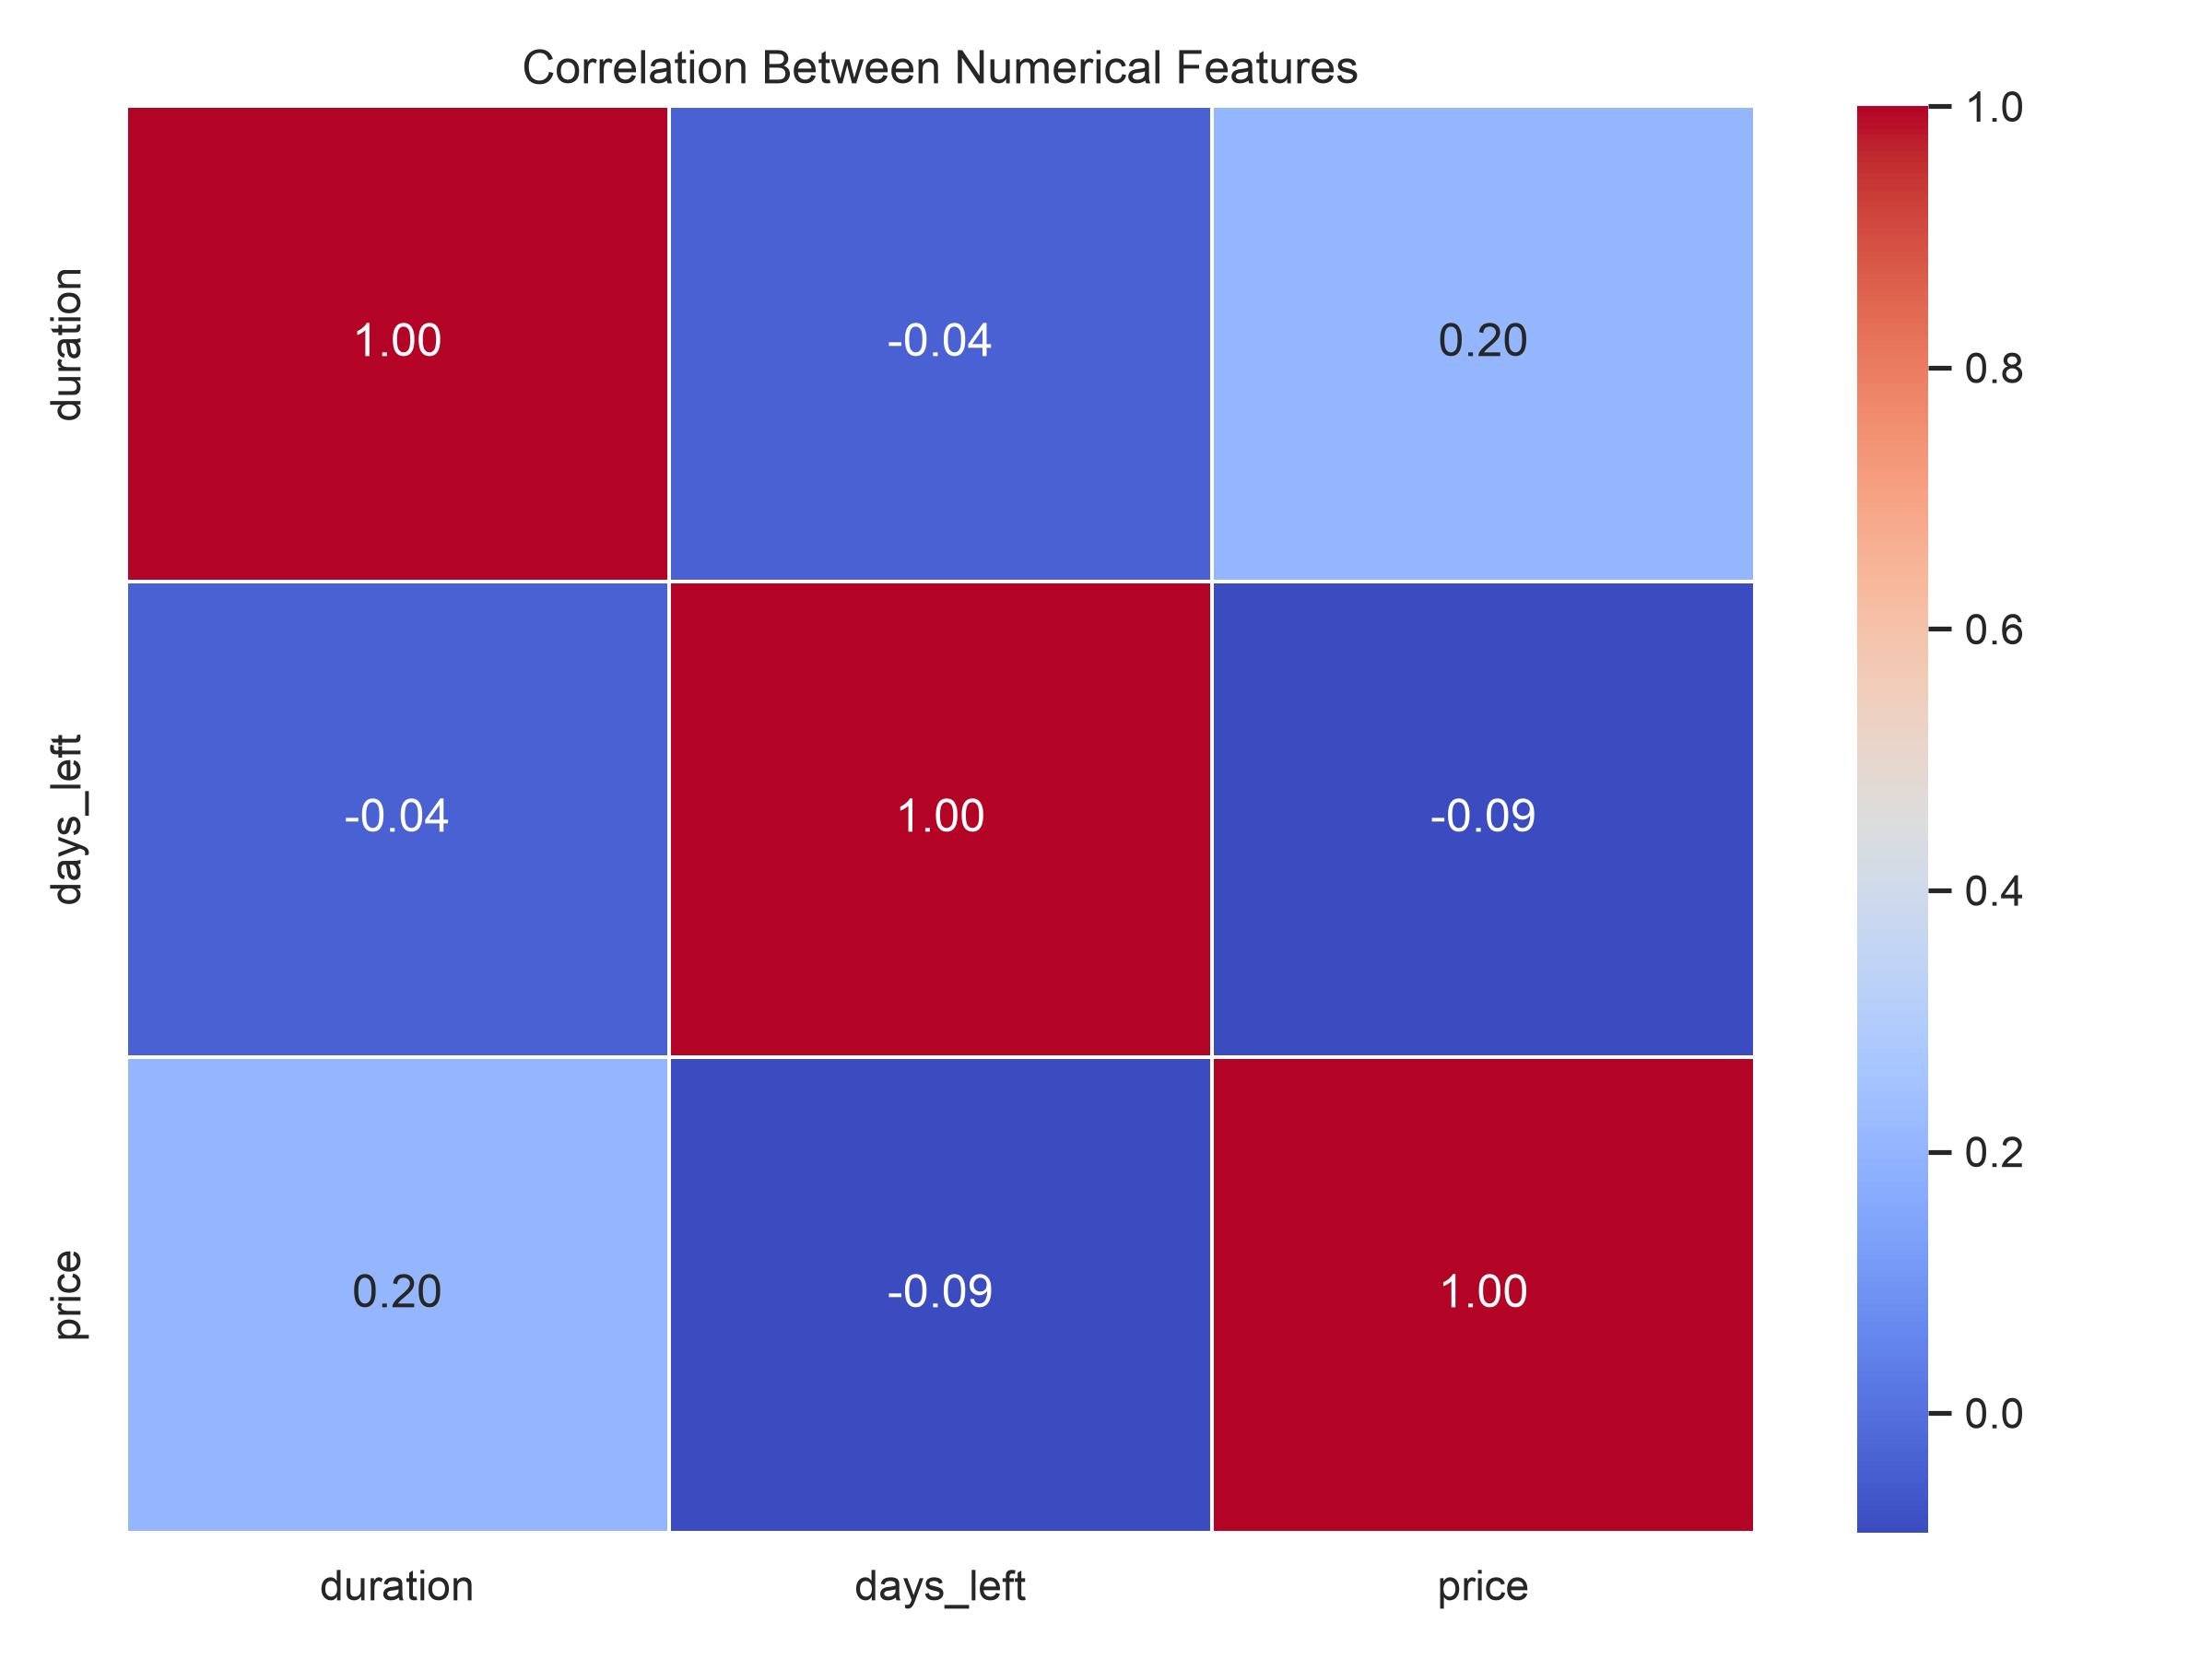 Correlation Between Numerical Features
duration
1.00
-0.04
0.20
days_left
-0.04
1.00
-0.09
price
0.20
-0.09
1.00
duration
days_left
price
1.0
0.8
0.6
0.4
0.2
0.0